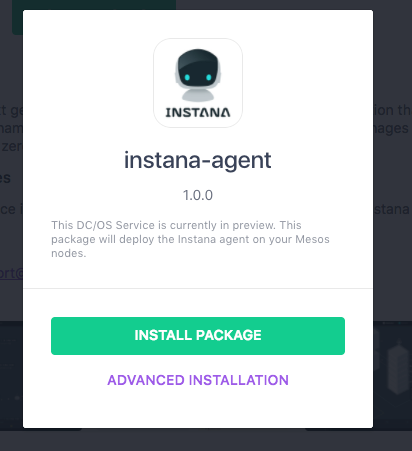 INSTANA
instana-agent
1.0.0
This DC/OS Service is currently in preview. This
package will deploy the Instana agent on your Mesos
nodes.
INSTALL PACKAGE
ADVANCED INSTALLATION